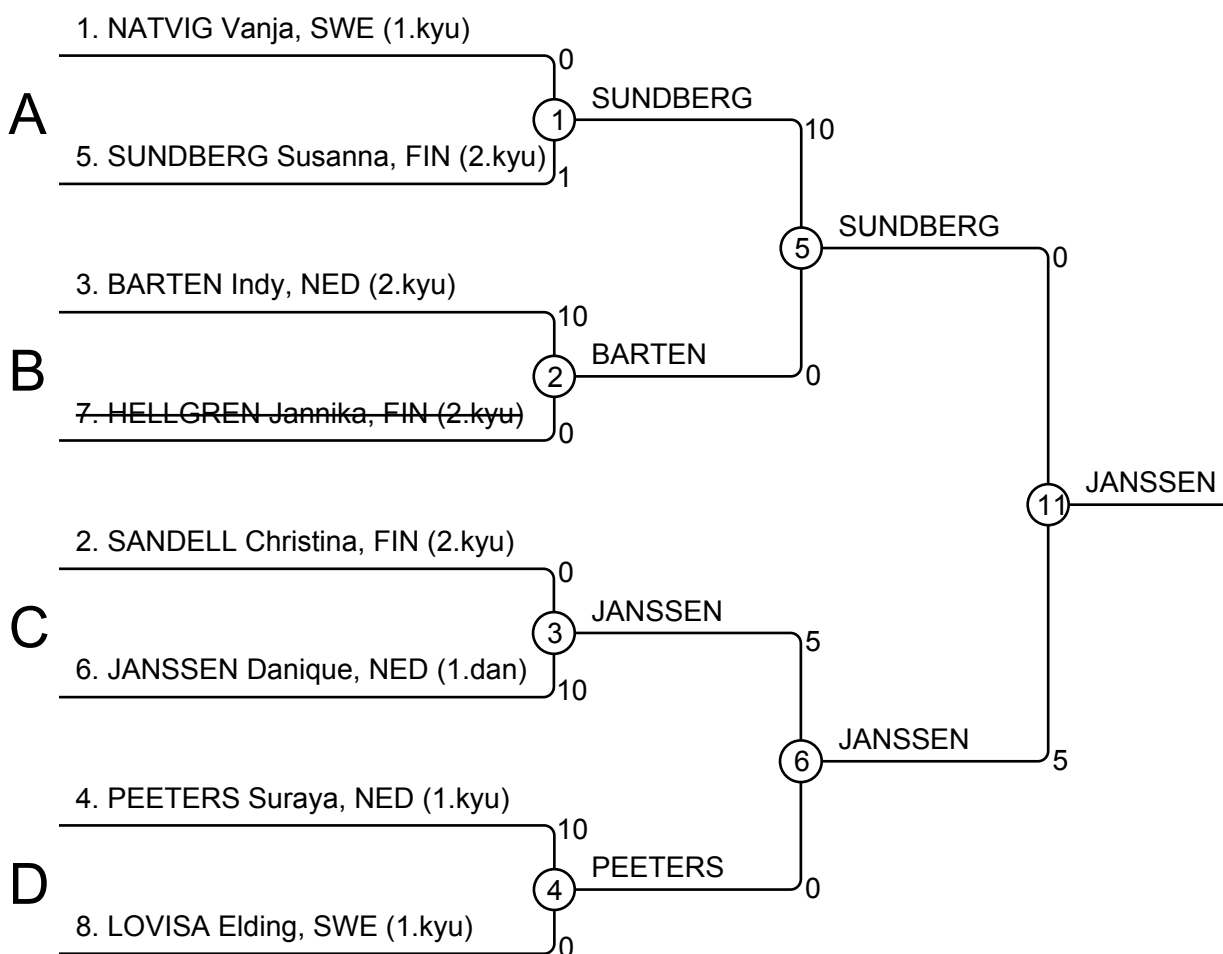 1. NATVIG Vanja, SWE (1.kyu)
0
A
1
SUNDBERG
10
5. SUNDBERG Susanna, FIN (2.kyu)
1
5
SUNDBERG
0
3. BARTEN Indy, NED (2.kyu)
10
B
2
BARTEN
0
7. HELLGREN Jannika, FIN (2.kyu)
0
11
JANSSEN
2. SANDELL Christina, FIN (2.kyu)
0
C
3
JANSSEN
5
6. JANSSEN Danique, NED (1.dan)
10
6
JANSSEN
5
4. PEETERS Suraya, NED (1.kyu)
10
D
4
PEETERS
0
8. LOVISA Elding, SWE (1.kyu)
0